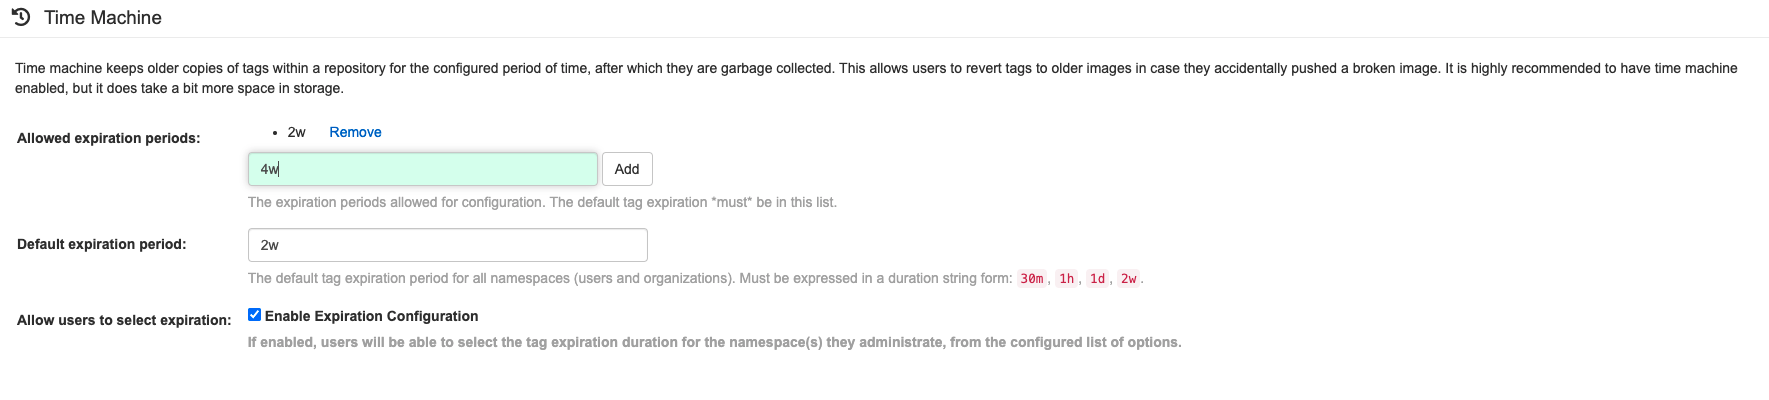 Time Machine
Time machine keeps older copies of tags within a repository for the configured period of time, after which they are garbage collected. This allows users to revert tags to older images in case they accidentally pushed a broken image. It is highly recommended to have time machine
enabled, but it does take a bit more space in storage.
Allowed expiration periods:
• 2w Remove
4w Add
The expiration periods allowed for configuration. The default tag expiration *must* be in this list.
Default expiration period:
2w
The default tag expiration period for all namespaces (users and organizations). Must be expressed in a duration string form: 30m, 1h, 1d, 2w.
Allow users to select expiration:
Enable Expiration Configuration
If enabled, users will be able to select the tag expiration duration for the namespace(s) they administrate, from the configured list of options.